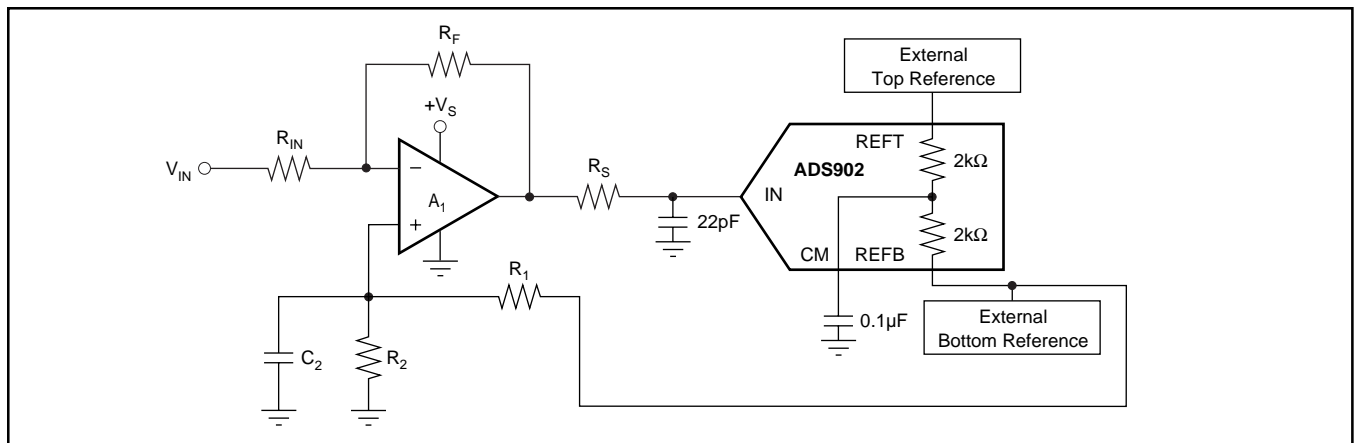 R_F
External
Top Reference
+V_S
R_IN
REFT
2kΩ
V_IN
−
R_S
ADS902
A_1
IN
+
22pF
2kΩ
CM
REFB
R_1
0.1µF
External
Bottom Reference
C_2
R_2